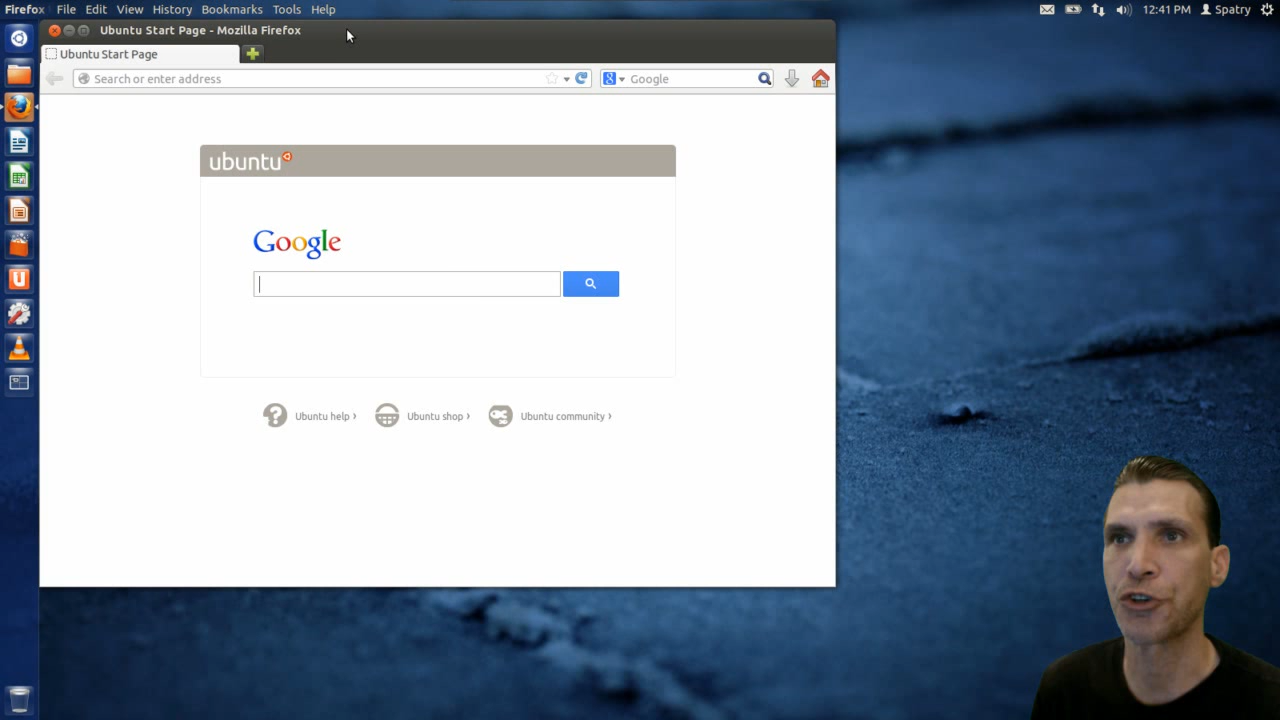 Firefox File Edit View History Bookmarks Tools Help 12:41 PM Spatry
Ubuntu Start Page - Mozilla Firefox
Ubuntu Start Page
Search or enter address
8 Google
ubuntu
Google
Ubuntu help ›
Ubuntu shop ›
Ubuntu community ›